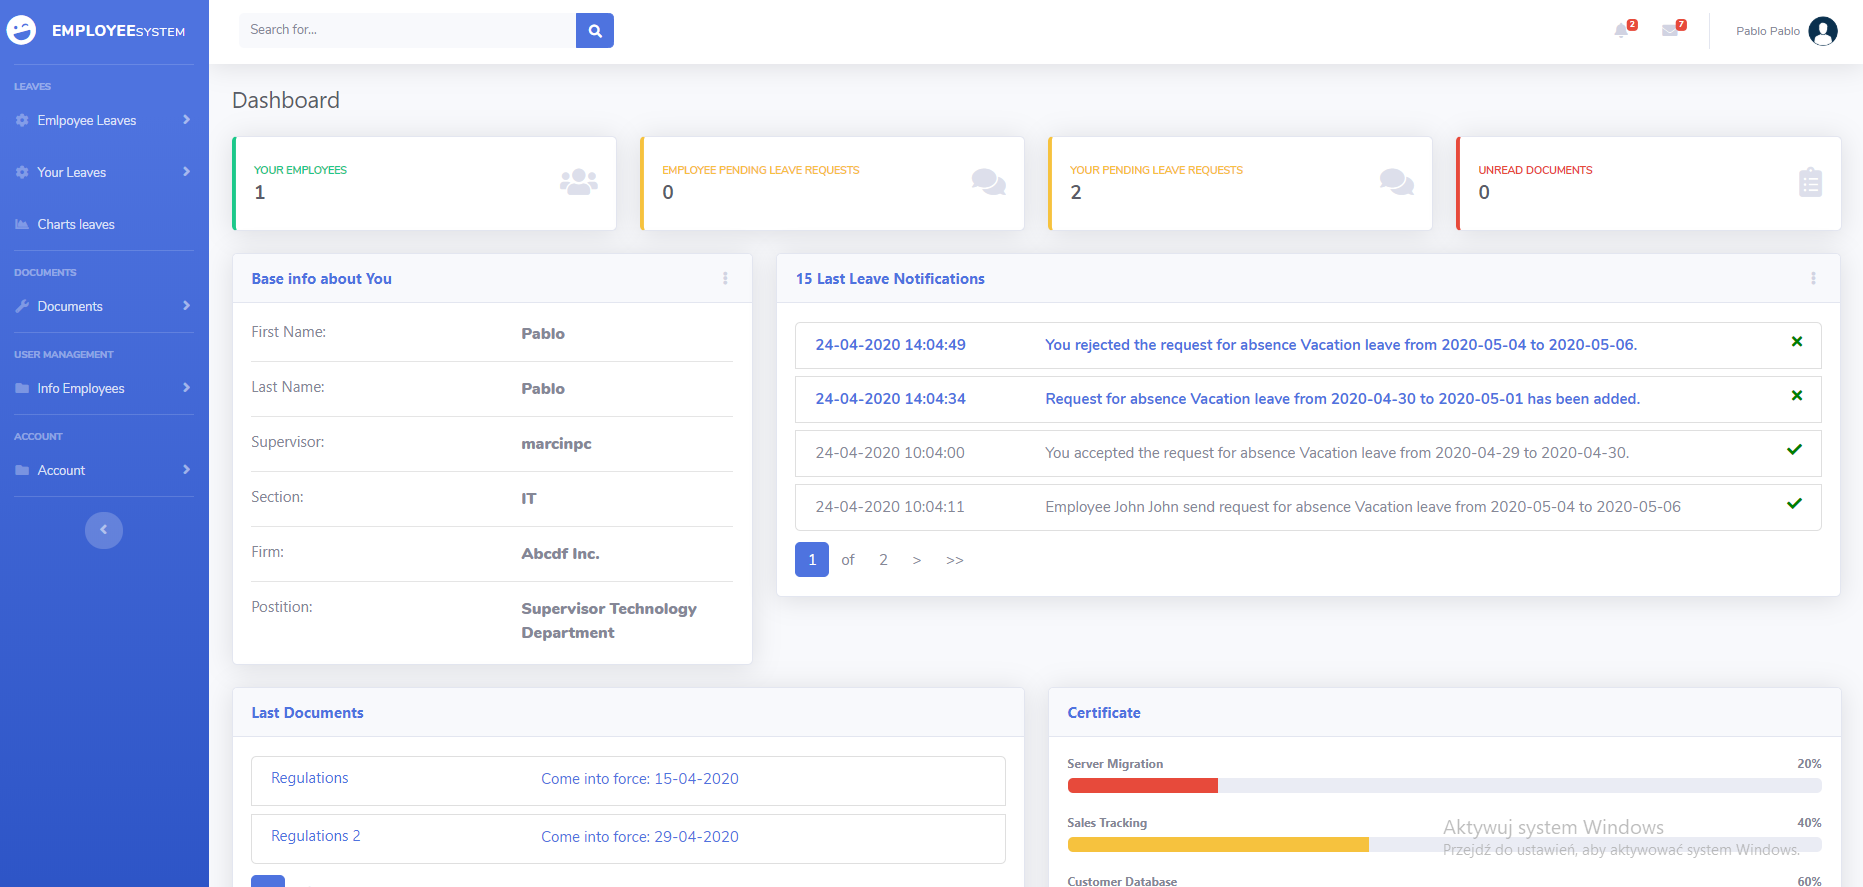 EMPLOYEESYSTEM
Search for...
2
7
Pablo Pablo
LEAVES
Emlpoyee Leaves
Your Leaves
Charts leaves
DOCUMENTS
Documents
USER MANAGEMENT
Info Employees
ACCOUNT
Account
Dashboard
YOUR EMPLOYEES
1
EMPLOYEE PENDING LEAVE REQUESTS
0
YOUR PENDING LEAVE REQUESTS
2
UNREAD DOCUMENTS
0
Base info about You
First Name: Pablo
Last Name: Pablo
Supervisor: marcinpc
Section: IT
Firm: Abcdf Inc.
Postition: Supervisor Technology
Department
15 Last Leave Notifications
24-04-2020 14:04:49 You rejected the request for absence Vacation leave from 2020-05-04 to 2020-05-06.
24-04-2020 14:04:34 Request for absence Vacation leave from 2020-04-30 to 2020-05-01 has been added.
24-04-2020 10:04:00 You accepted the request for absence Vacation leave from 2020-04-29 to 2020-04-30.
24-04-2020 10:04:11 Employee John John send request for absence Vacation leave from 2020-05-04 to 2020-05-06
1 of 2 > >>
Last Documents
Regulations Come into force: 15-04-2020
Regulations 2 Come into force: 29-04-2020
Certificate
Server Migration 20%
Sales Tracking 40%
Customer Database 60%
Aktywuj system Windows
Przejdź do ustawień, aby aktywować system Windows.